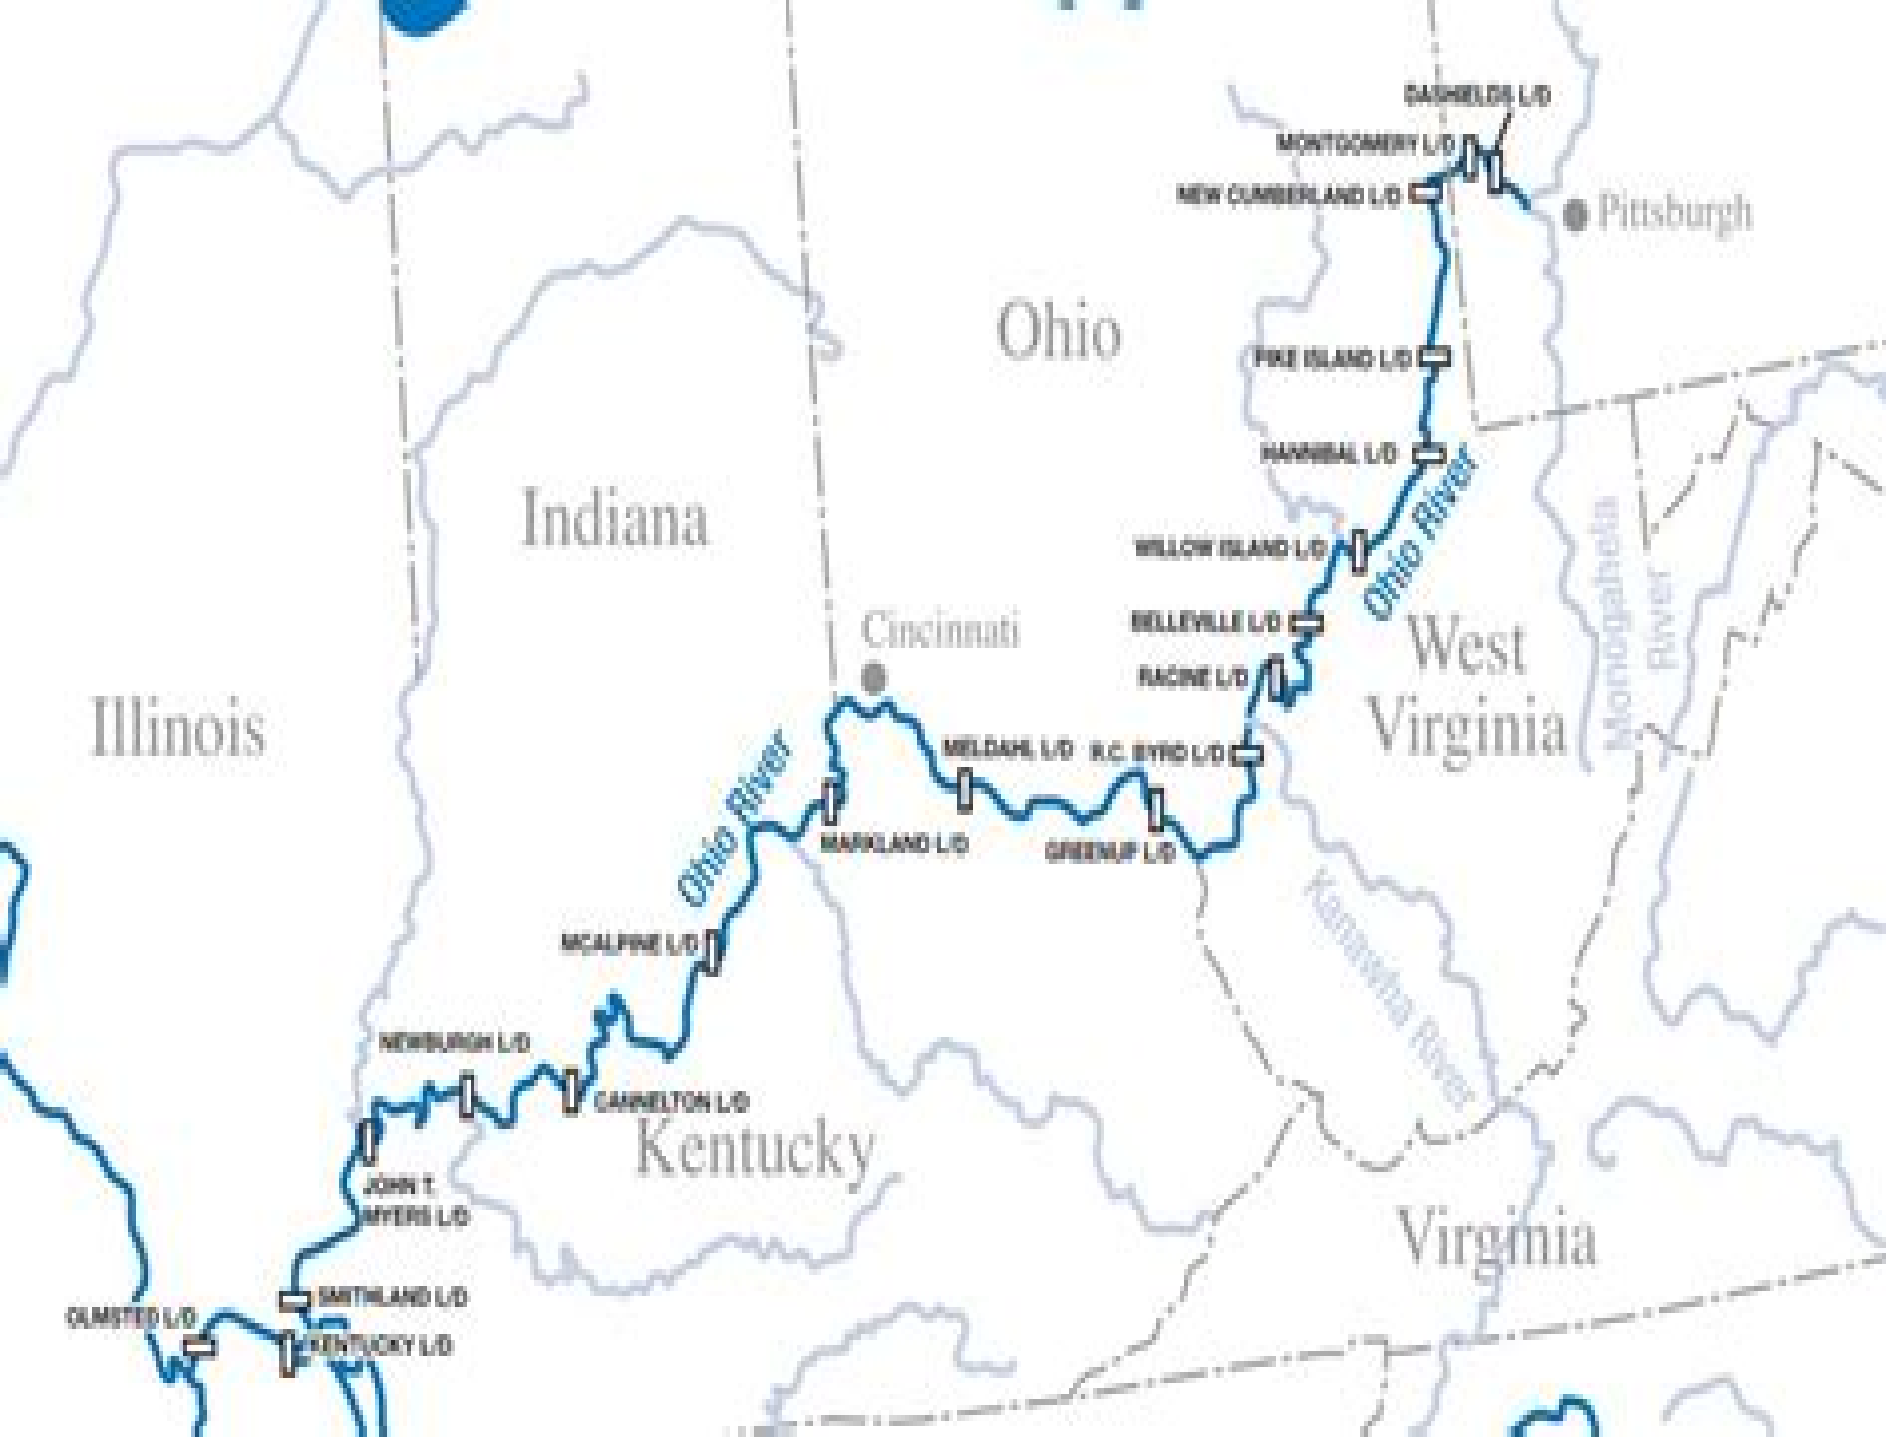 DASHIELDS L/D
MONTGOMERY L/D
NEW CUMBERLAND L/D
Pittsburgh
Ohio
PIKE ISLAND L/D
HANNIBAL L/D
Ohio River
Indiana
WILLOW ISLAND L/D
Monogahela
River
BELLEVILLE L/D
Cincinnati
West
Virginia
RACINE L/D
Illinois
MELDAHL L/D
R.C. BYRD L/D
Ohio River
MARKLAND L/D
GREENUP L/D
MCALPINE L/D
Kanawha River
NEWBURGH L/D
CANNELTON L/D
Kentucky
JOHN T.
MYERS L/D
Virginia
SMITHLAND L/D
OLMSTED L/D
KENTUCKY L/D